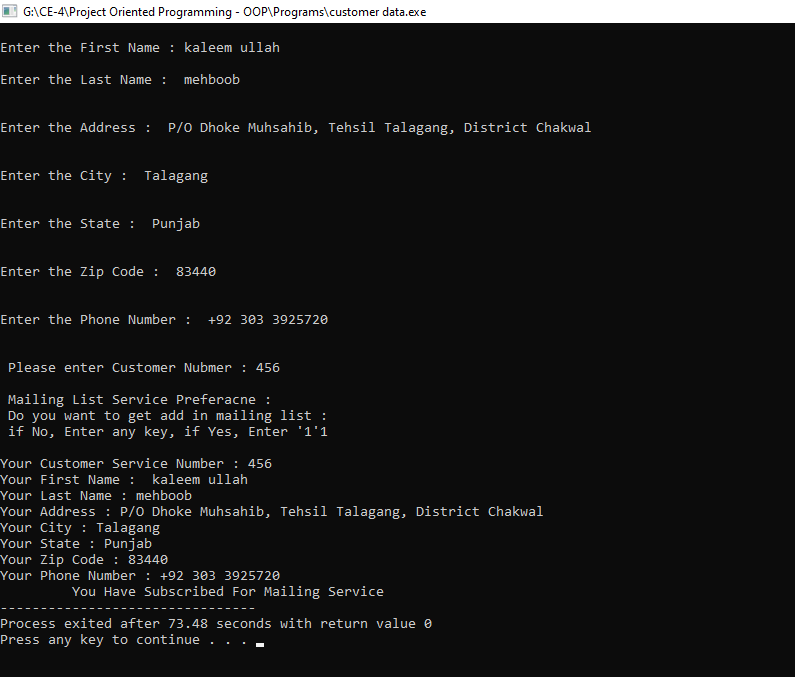 G:\CE-4\Project Oriented Programming - OOP\Programs\customer data.exe
Enter the First Name : kaleem ullah
Enter the Last Name :  mehboob
Enter the Address :  P/O Dhoke Muhsahib, Tehsil Talagang, District Chakwal
Enter the City :  Talagang
Enter the State :  Punjab
Enter the Zip Code :  83440
Enter the Phone Number :  +92 303 3925720
Please enter Customer Nubmer : 456
Mailing List Service Preferacne :
Do you want to get add in mailing list :
if No, Enter any key, if Yes, Enter '1'1
Your Customer Service Number : 456
Your First Name :  kaleem ullah
Your Last Name : mehboob
Your Address : P/O Dhoke Muhsahib, Tehsil Talagang, District Chakwal
Your City : Talagang
Your State : Punjab
Your Zip Code : 83440
Your Phone Number : +92 303 3925720
You Have Subscribed For Mailing Service
--------------------------------
Process exited after 73.48 seconds with return value 0
Press any key to continue . . .